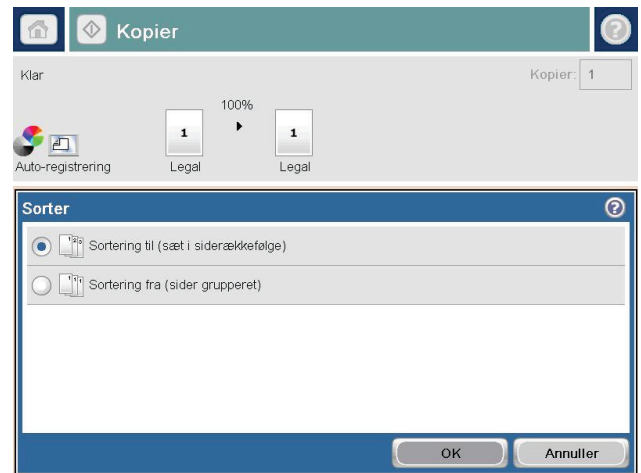 Kopier
Klar
Kopier: 1
100%
1 1
Auto-registrering Legal Legal
Sorter
Sortering til (sæt i siderækkefølge)
Sortering fra (sider grupperet)
OK Annuller